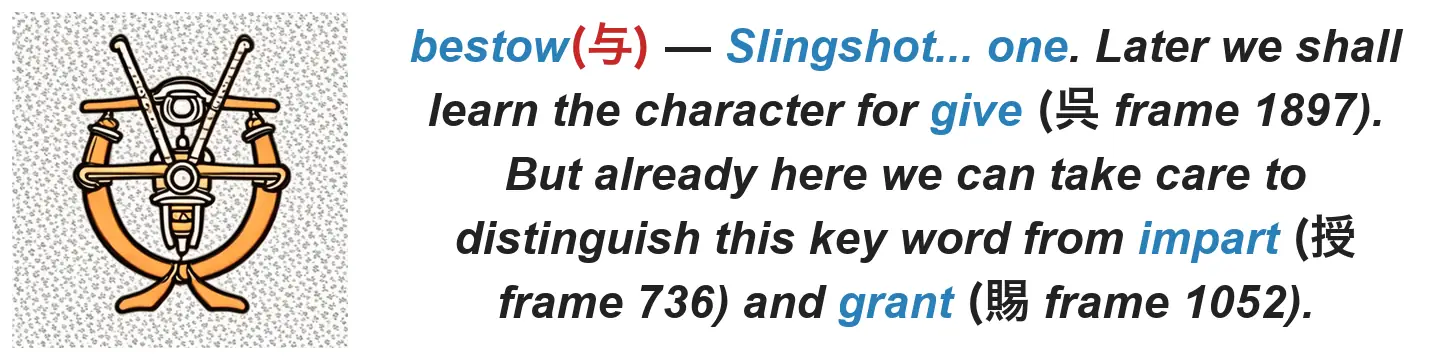 bestow(与) — Slingshot... one. Later we shall
learn the character for give (呉 frame 1897).
But already here we can take care to
distinguish this key word from impart (授
frame 736) and grant (賜 frame 1052).